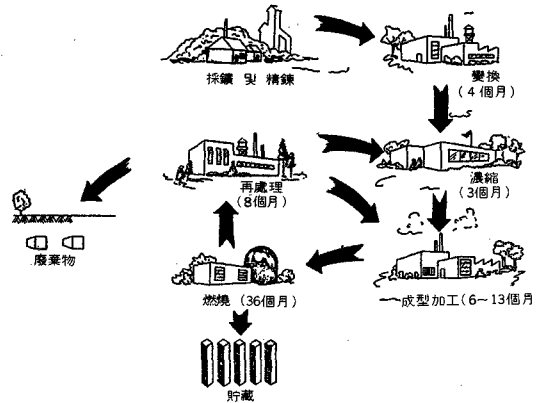 採鑛 및 精鍊
變換
(4個月)
再處理
(8個月)
濃縮
(3個月)
廢棄物
燃燒 (36個月)
成型加工(6~13個月
貯藏